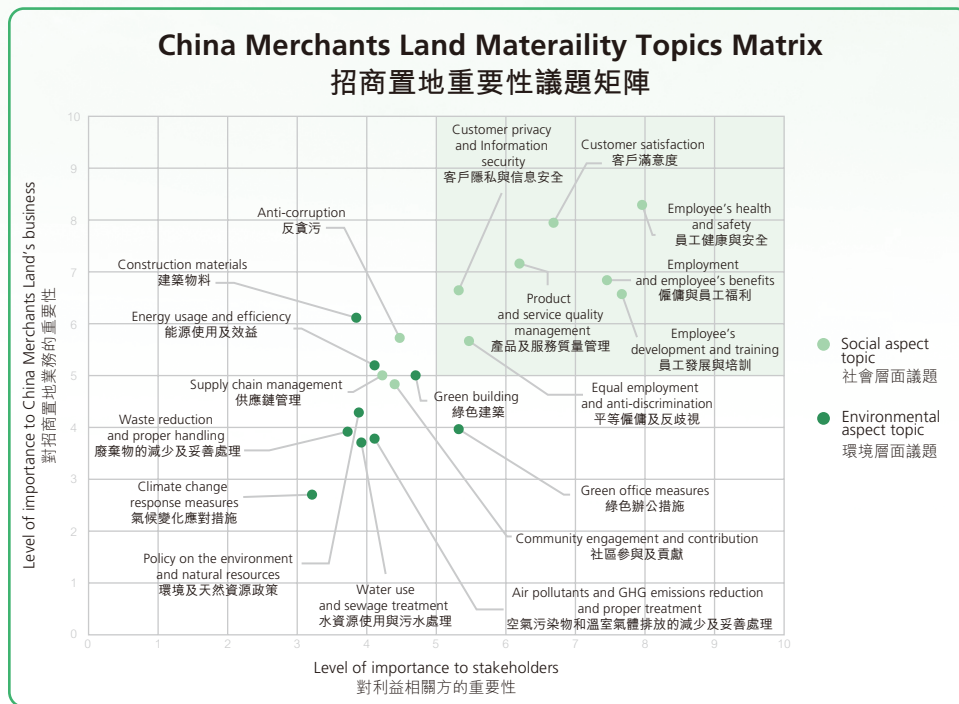 China Merchants Land Materaility Topics Matrix
招商置地重要性議題矩陣
Level of importance to China Merchants Land's business
對招商置地業務的重要性
10
9
8
7
6
5
4
3
2
1
0
Customer privacy
and Information
security
客戶隱私與信息安全
Customer satisfaction
客戶滿意度
Anti-corruption
反貪污
Employee's health
and safety
員工健康與安全
Construction materials
建築物料
Employment
and employee's benefits
僱傭與員工福利
Energy usage and efficiency
能源使用及效益
Product
and service quality
management
產品及服務質量管理
Employee's
development and training
員工發展與培訓
Supply chain management
供應鏈管理
Green building
綠色建築
Equal employment
and anti-discrimination
平等僱傭及反歧視
Waste reduction
and proper handling
廢棄物的減少及妥善處理
Climate change
response measures
氣候變化應對措施
Green office measures
綠色辦公措施
Community engagement and contribution
社區參與及貢獻
Policy on the environment
and natural resources
環境及天然資源政策
Water use
and sewage treatment
水資源使用與污水處理
Air pollutants and GHG emissions reduction
and proper treatment
空氣污染物和溫室氣體排放的減少及妥善處理
0
1
2
3
4
5
6
7
8
9
10
Level of importance to stakeholders
對利益相關方的重要性
Social aspect
topic
社會層面議題
Environmental
aspect topic
環境層面議題